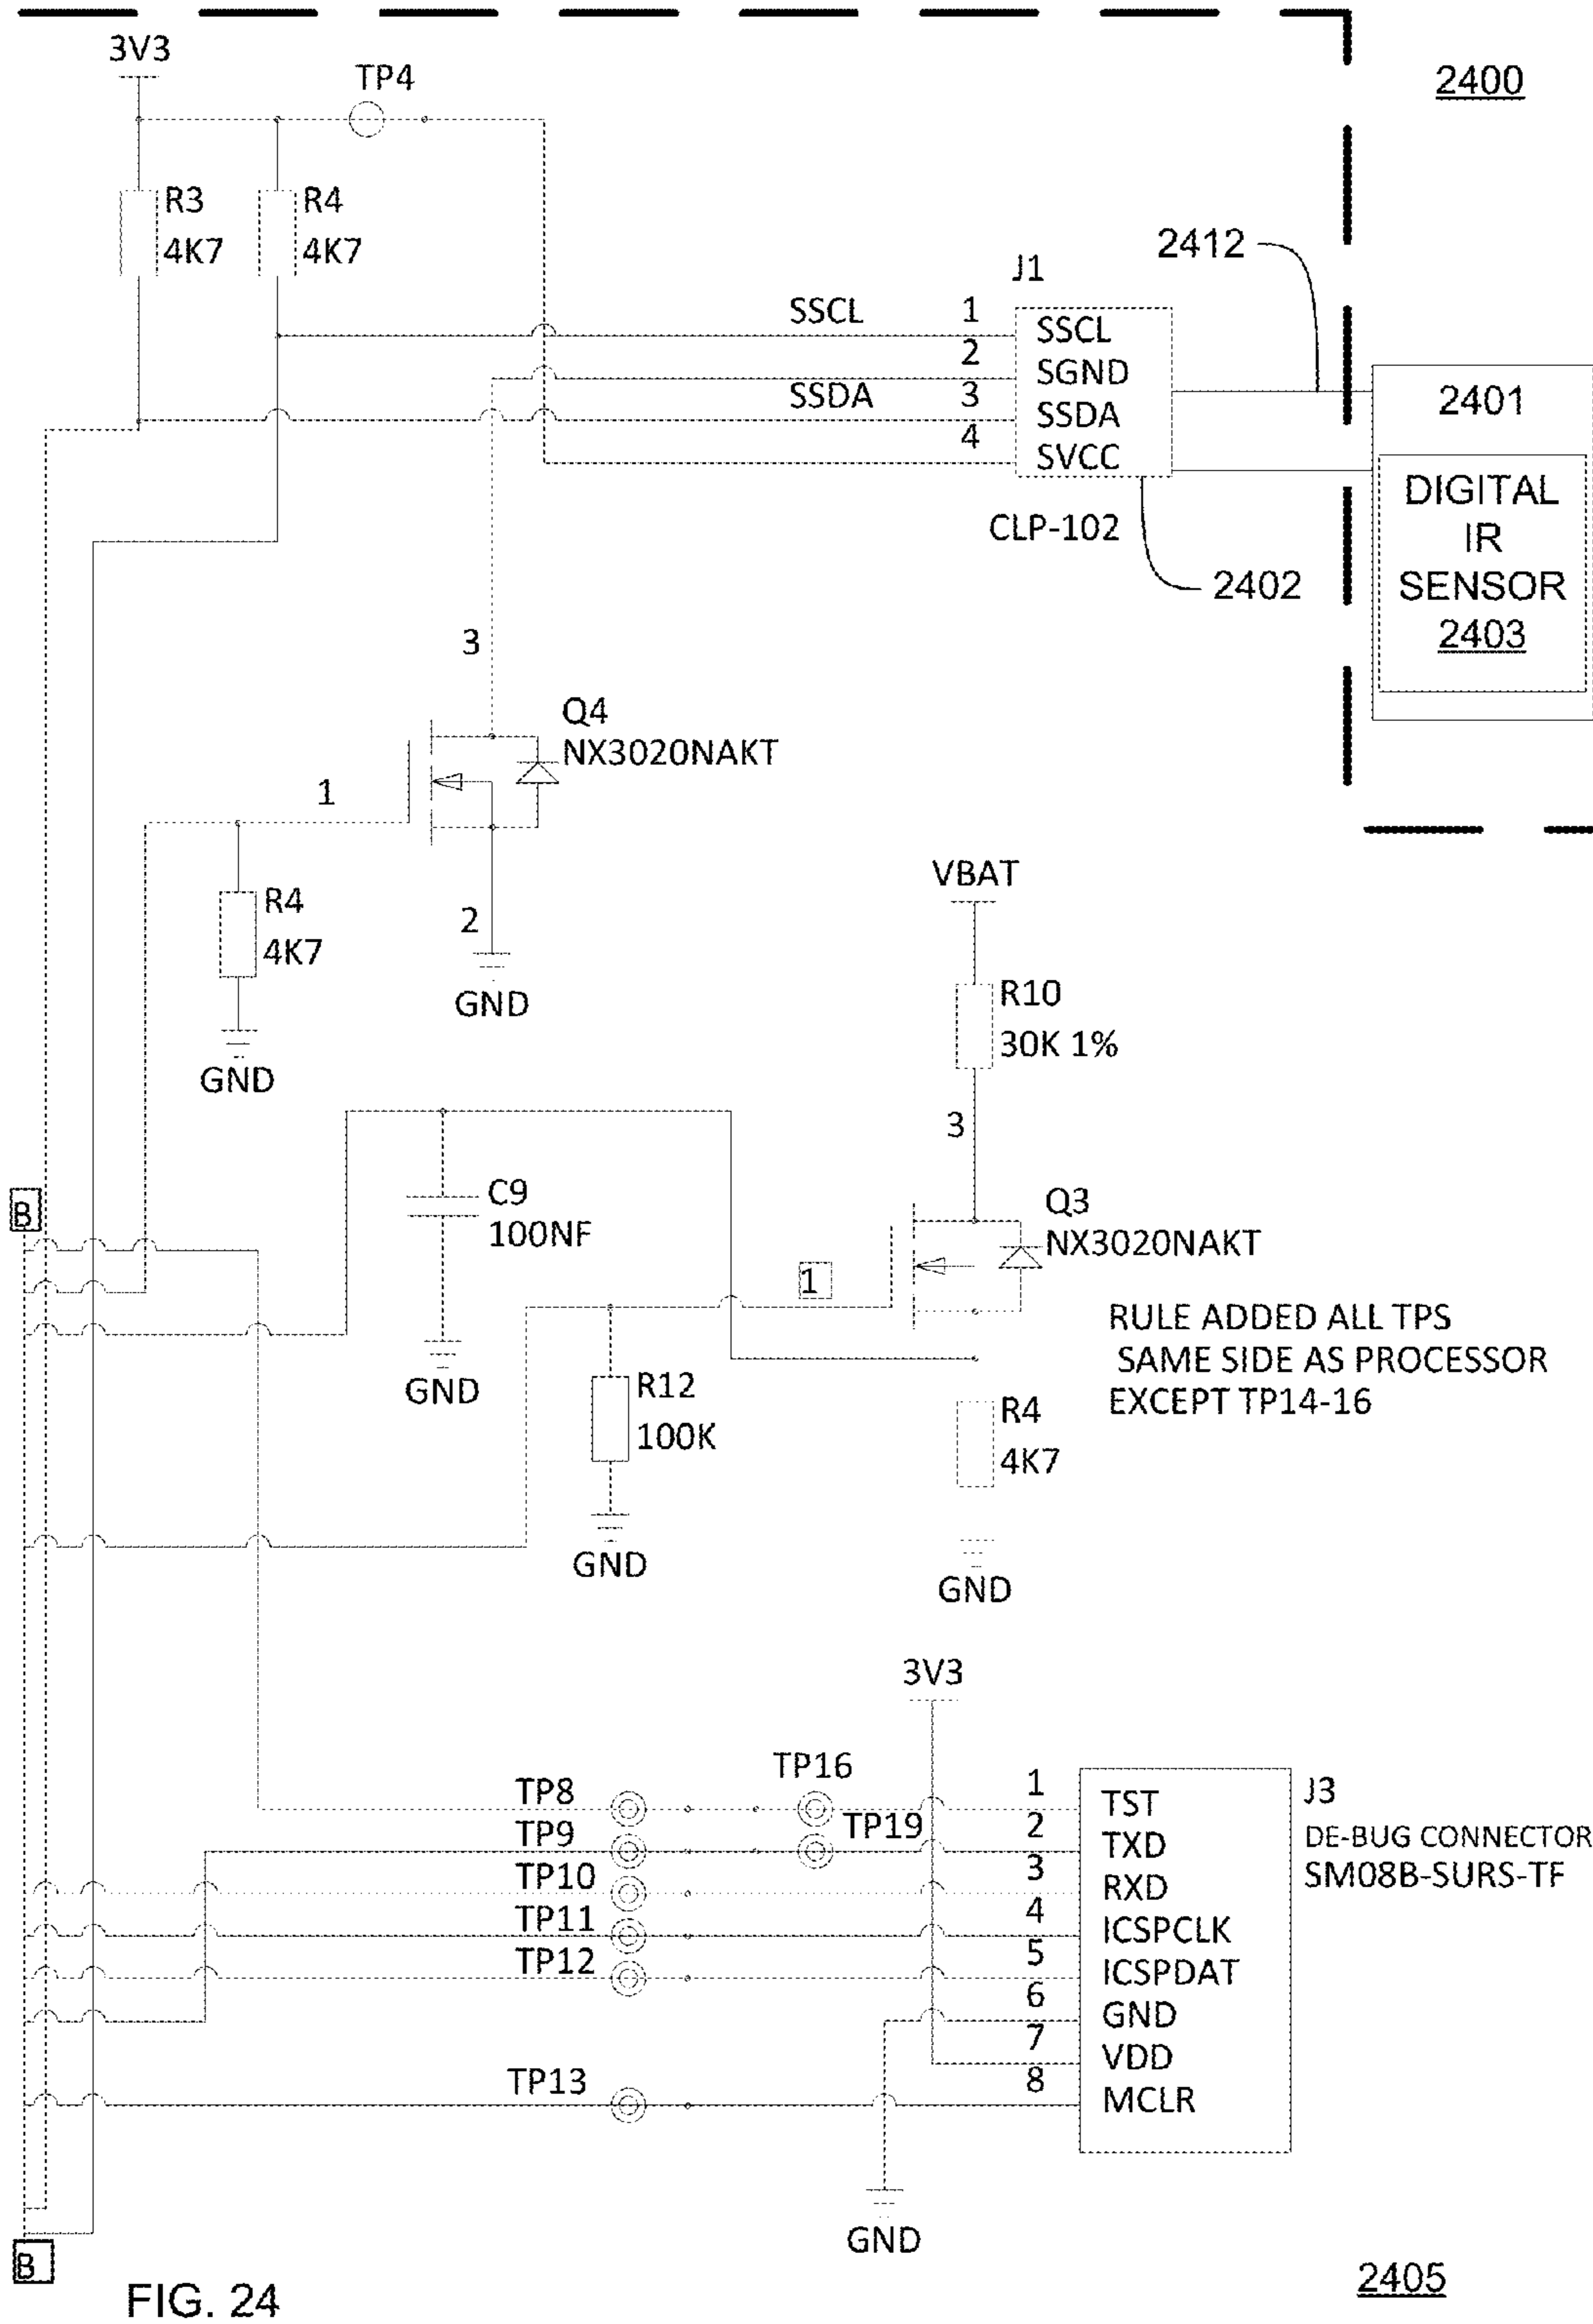 3V3
TP4
2400
R3
4K7
R4
4K7
2412
J1
SSCL
1
2
SSDA
3
4
SSCL
SGND
SSDA
SVCC
CLP-102
2402
2401
DIGITAL
IR
SENSOR
2403
3
Q4
NX3020NAKT
1
R4
4K7
2
GND
GND
VBAT
R10
30K 1%
3
B
C9
100NF
GND
Q3
NX3020NAKT
1
RULE ADDED ALL TPS
SAME SIDE AS PROCESSOR
EXCEPT TP14-16
R12
100K
GND
R4
4K7
GND
3V3
TP8
TP16
TP9
TP19
TP10
TP11
TP12
TP13
1
2
3
4
5
6
7
8
TST
TXD
RXD
ICSPCLK
ICSPDAT
GND
VDD
MCLR
J3
DE-BUG CONNECTOR
SM08B-SURS-TF
GND
B
FIG. 24
2405